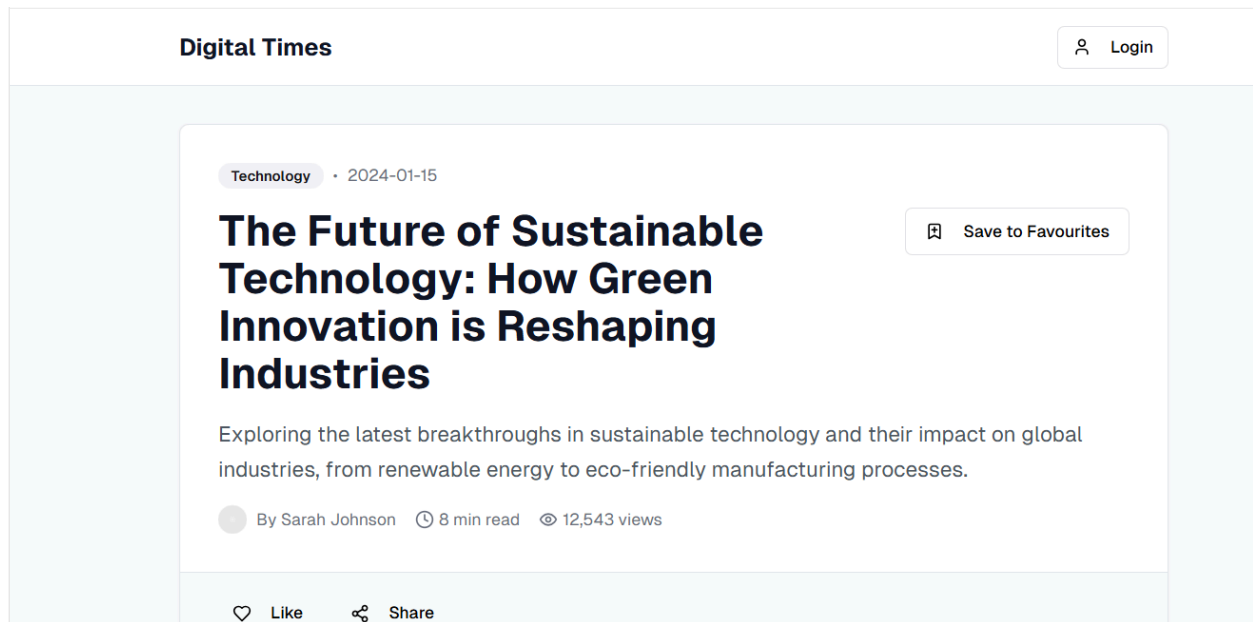 Digital Times
Login
Technology • 2024-01-15
The Future of Sustainable
Technology: How Green
Innovation is Reshaping
Industries
Save to Favourites
Exploring the latest breakthroughs in sustainable technology and their impact on global
industries, from renewable energy to eco-friendly manufacturing processes.
By Sarah Johnson 8 min read 12,543 views
Like Share